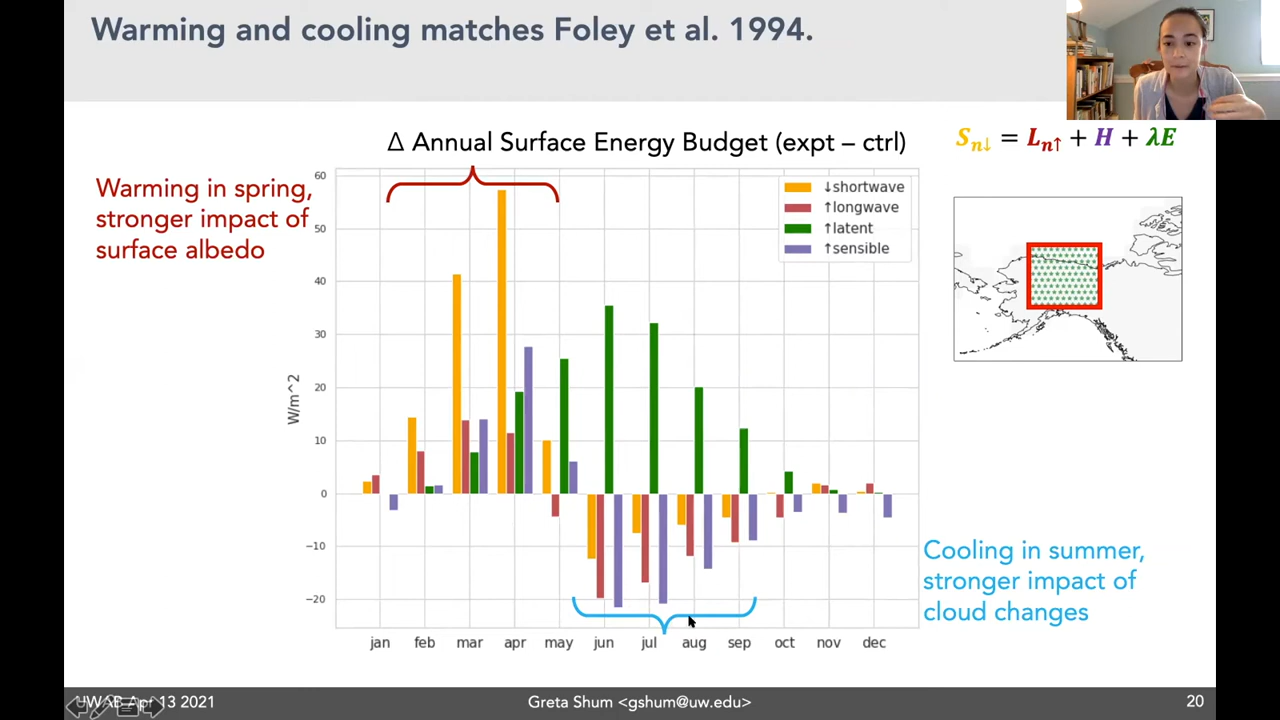 Warming and cooling matches Foley et al. 1994.
Δ Annual Surface Energy Budget (expt – ctrl)
Sn↓ = Ln↑ + H + λE
Warming in spring,
stronger impact of
surface albedo
↓shortwave
↑longwave
↑latent
↑sensible
W/m^2
60
50
40
30
20
10
0
−10
−20
jan feb mar apr may jun jul aug sep oct nov dec
Cooling in summer,
stronger impact of
cloud changes
UWAB Apr 13 2021
Greta Shum <gshum@uw.edu>
20